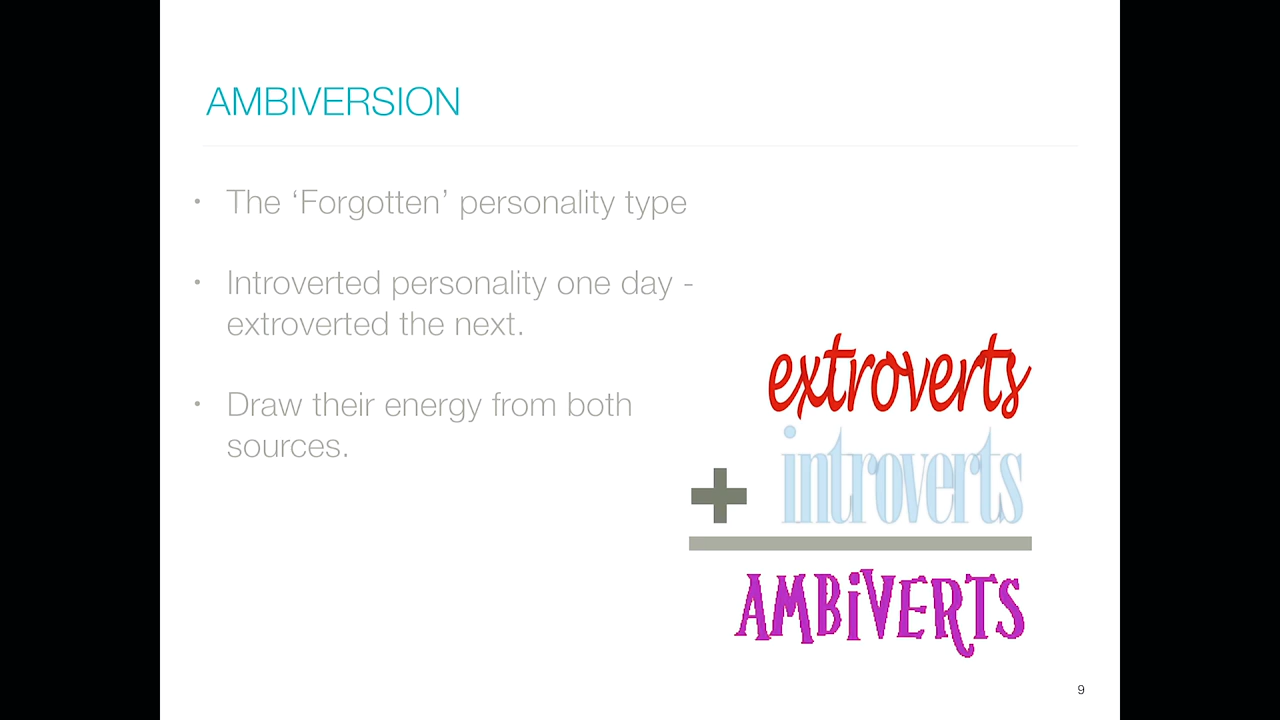 AMBIVERSION
• The ‘Forgotten’ personality type
• Introverted personality one day -
extroverted the next.
• Draw their energy from both
sources.
extroverts
+ introverts
AMBiVERTS
9